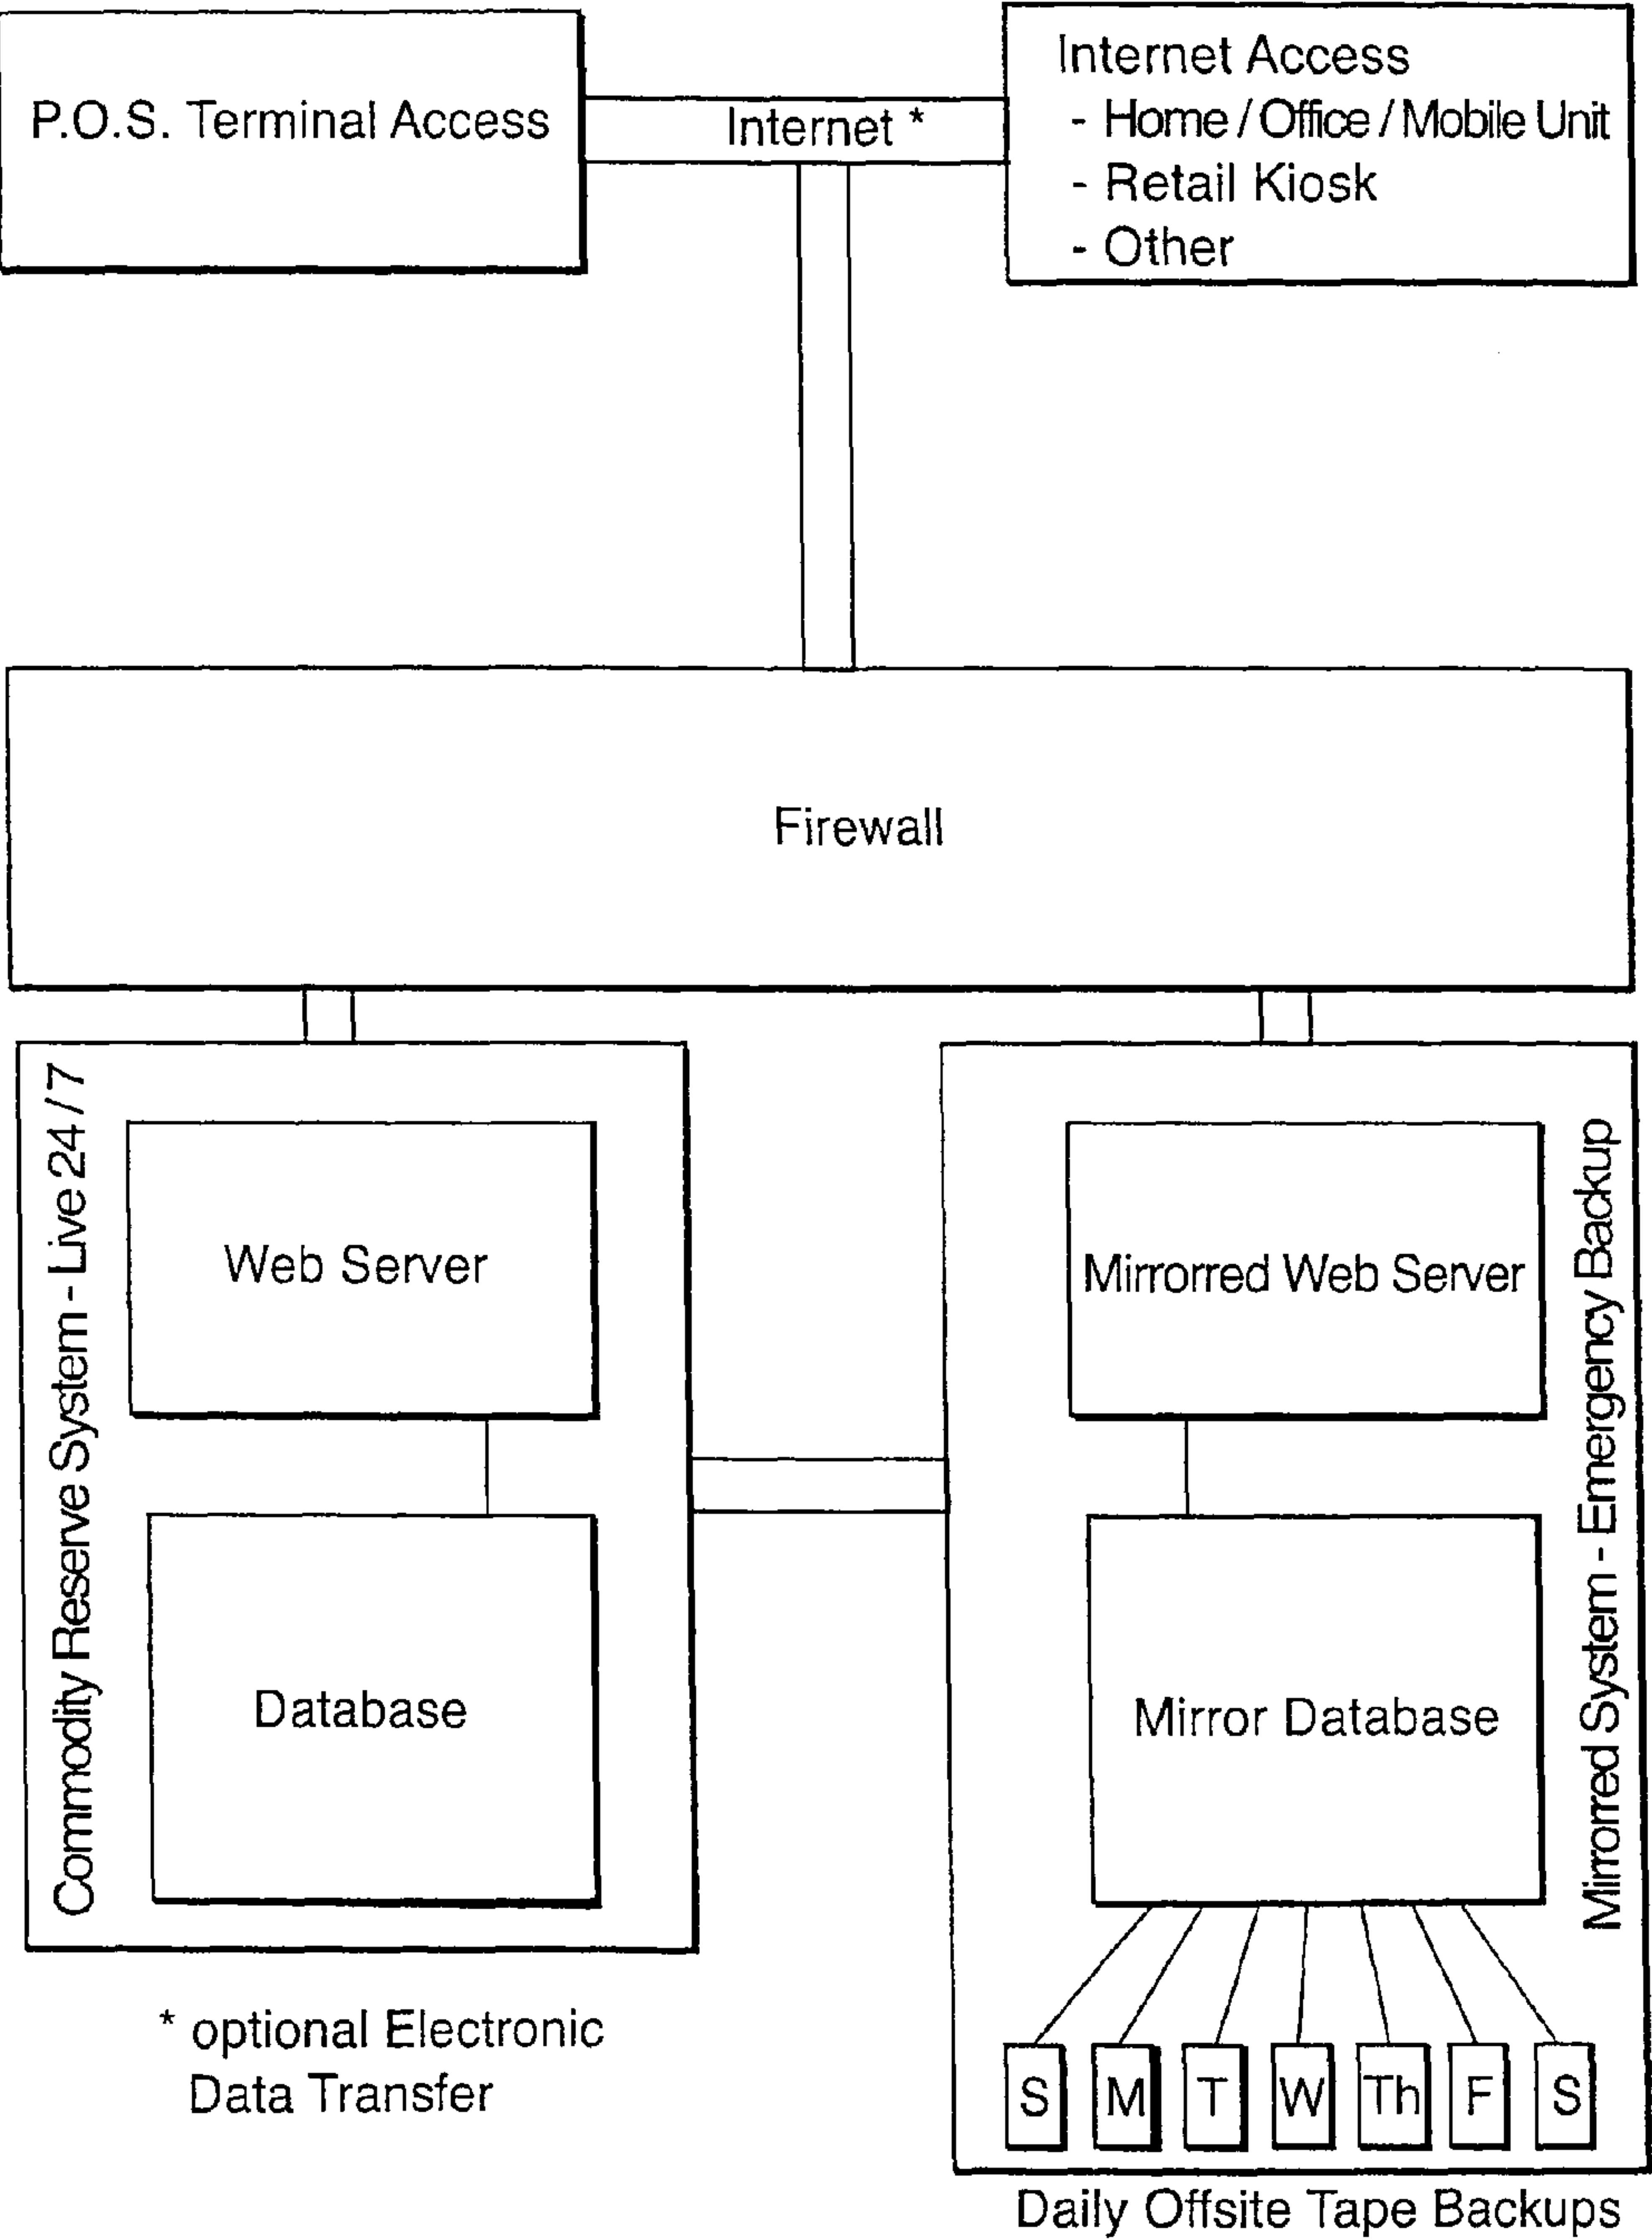 P.O.S. Terminal Access
Internet *
Internet Access
- Home / Office / Mobile Unit
- Retail Kiosk
- Other
Firewall
Commodity Reserve System - Live 24 / 7
Web Server
Database
Mirrorred Web Server
Mirror Database
Mirrorred System - Emergency Backup
S M T W Th F S
Daily Offsite Tape Backups
* optional Electronic
Data Transfer